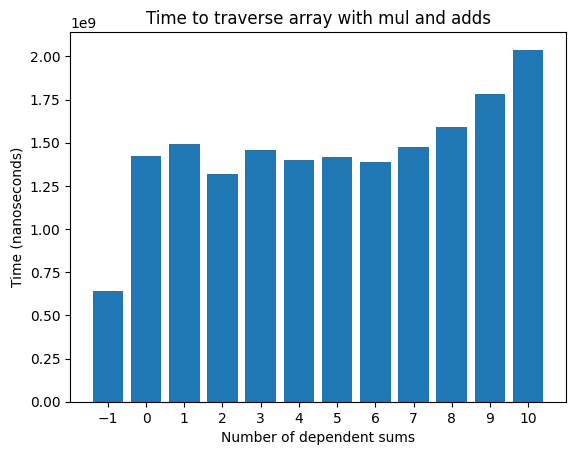 Time to traverse array with mul and adds
1e9
2.00
1.75
1.50
1.25
1.00
0.75
0.50
0.25
0.00
Time (nanoseconds)
−1 0 1 2 3 4 5 6 7 8 9 10
Number of dependent sums